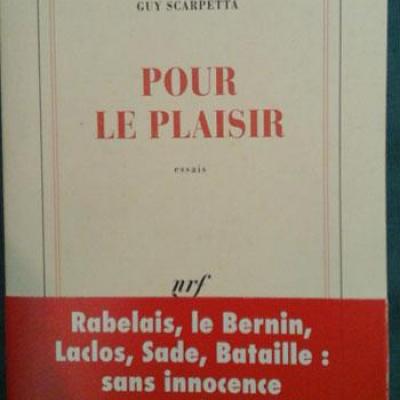 GUY SCARPETTA
POUR
LE PLAISIR
essais
nrf
Rabelais, le Bernin,
Laclos, Sade, Bataille :
sans innocence